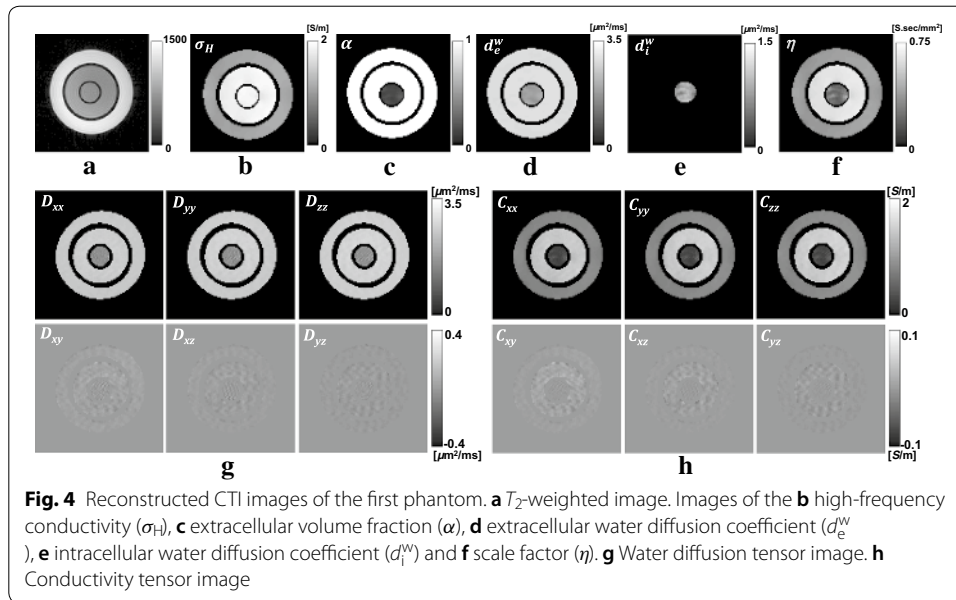 [S/m] [µm²/ms] [µm²/ms] [S.sec/mm²]
1500 σH 2 α 1 d_e^w 3.5 d_i^w 1.5 η 0.75
0 0 0 0 0 0
a b c d e f
[µm²/ms] [S/m]
Dxx Dyy Dzz 3.5 Cxx Cyy Czz 2
0 0
Dxy Dxz Dyz 0.4 Cxy Cxz Cyz 0.1
-0.4 -0.1
[µm²/ms] [S/m]
g h
Fig. 4 Reconstructed CTI images of the first phantom. a T₂-weighted image. Images of the b high-frequency
conductivity (σH), c extracellular volume fraction (α), d extracellular water diffusion coefficient (d_e^w
), e intracellular water diffusion coefficient (d_i^w) and f scale factor (η). g Water diffusion tensor image. h
Conductivity tensor image